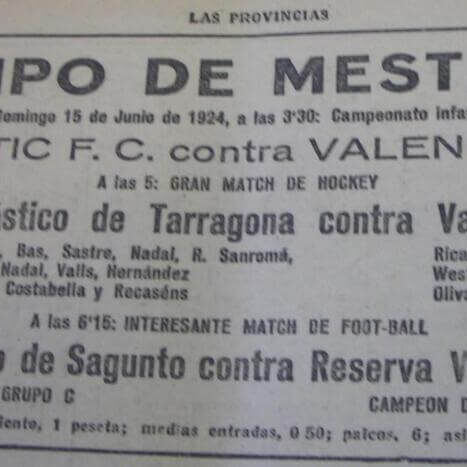 LAS PROVINCIAS
MPO DE MEST
Domingo 15 de Junio de 1924, a las 3'30: Campeonato infa
TIC F. C. contra VALEN
A las 5: GRAN MATCH DE HOCKEY
ístico de Tarragona contra Va
, Bas, Sastre, Nadal, R. Sanromá,
Rica
Nadal, Valls, Hernández
West
Costabella y Recaséns
Oliva
A las 6'15: INTERESANTE MATCH DE FOOT-BALL
o de Sagunto contra Reserva V
GRUPO C
CAMPEON D
iento, 1 peseta; medias entradas, 0 50; palcos, 6; asi